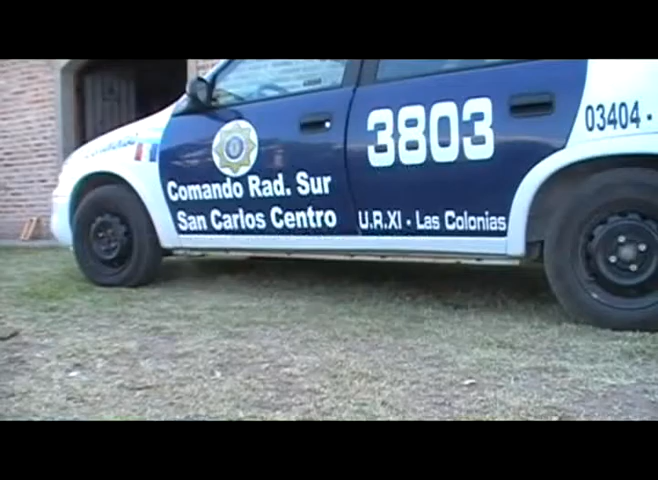 3803
03404 -
Comando Rad. Sur
San Carlos Centro
U.R.XI - Las Colonias